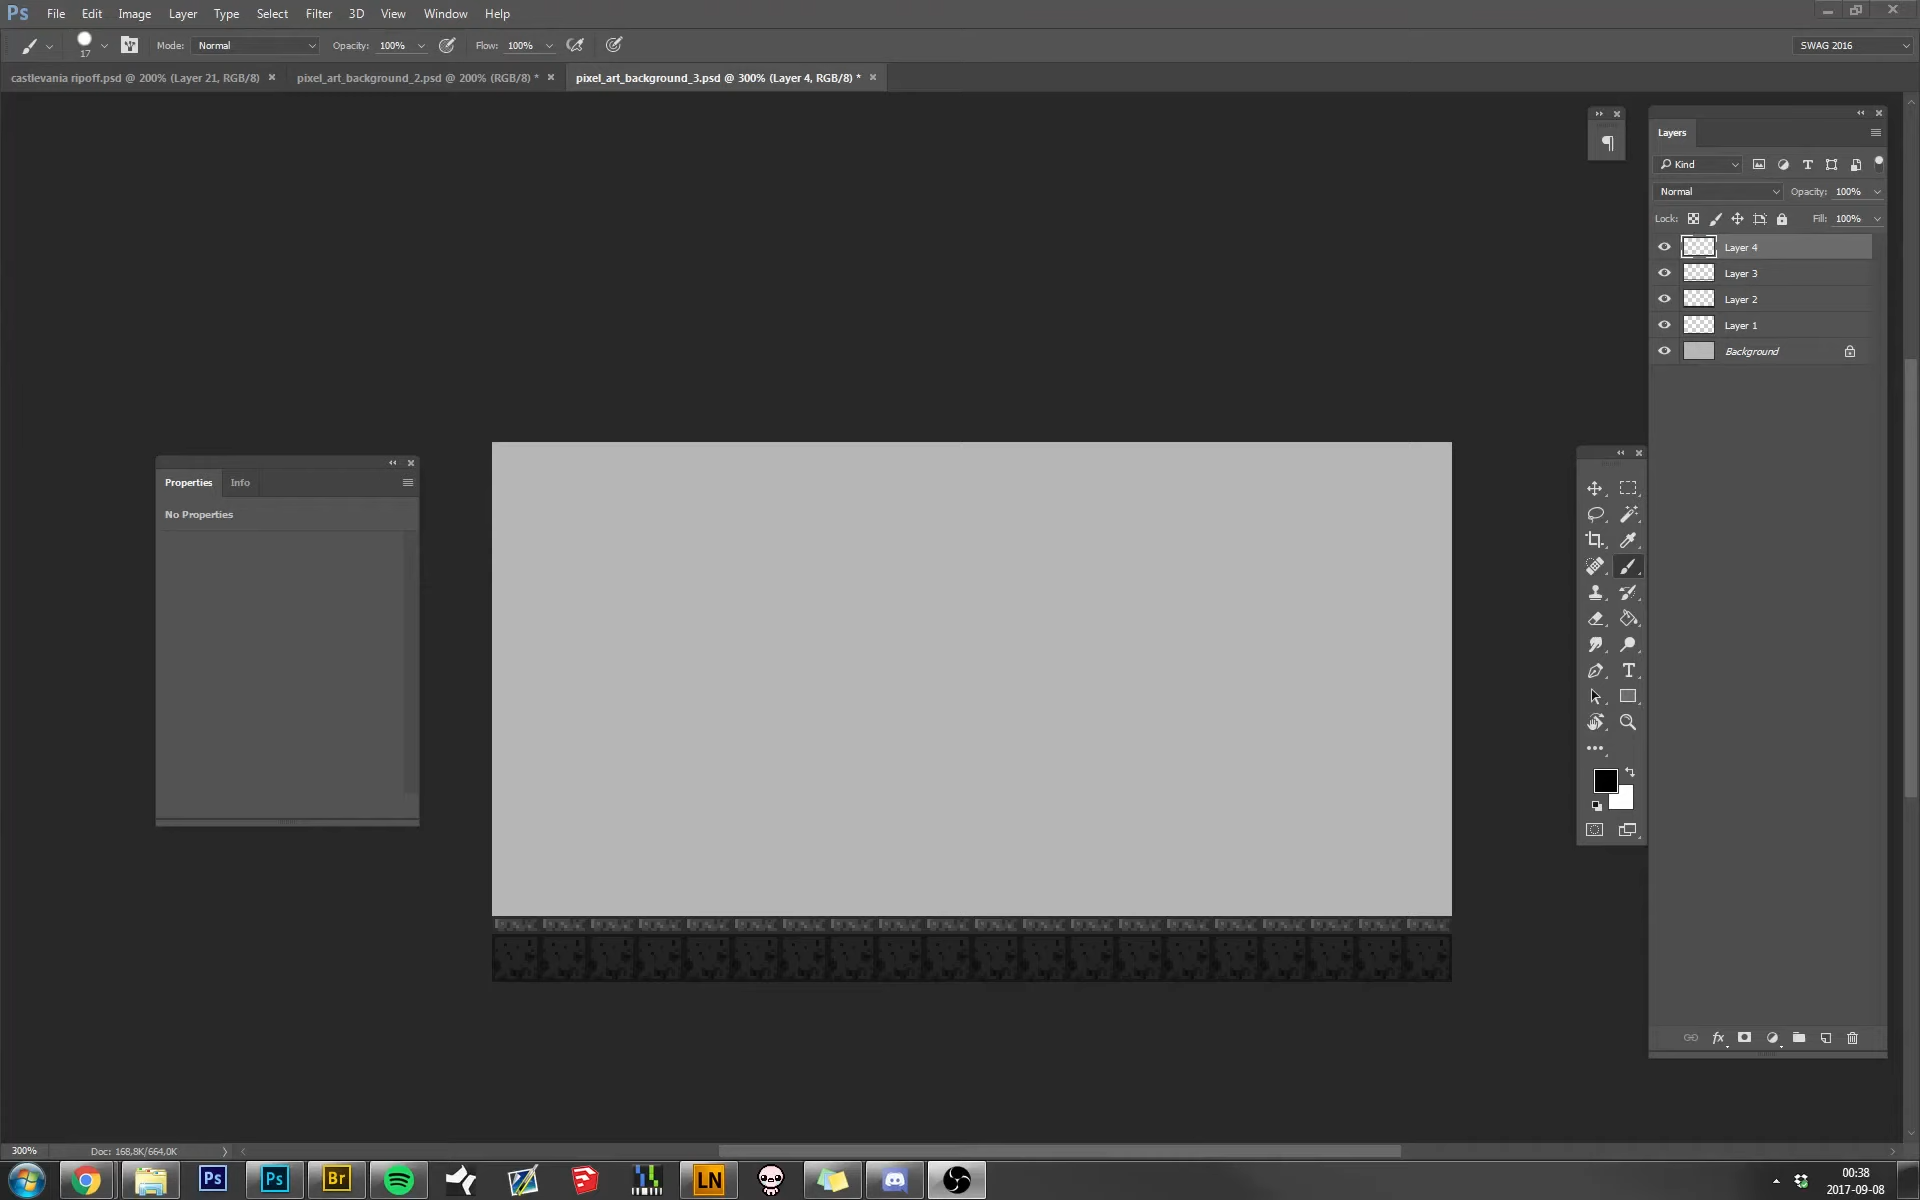 Ps File Edit Image Layer Type Select Filter 3D View Window Help
17 Mode: Normal Opacity: 100% Flow: 100% SWAG 2016
castlevania ripoff.psd @ 200% (Layer 21, RGB/8) pixel_art_background_2.psd @ 200% (RGB/8) * pixel_art_background_3.psd @ 300% (Layer 4, RGB/8) *
Layers
Kind
Normal Opacity: 100%
Lock: Fill: 100%
Layer 4
Layer 3
Layer 2
Layer 1
Background
Properties Info
No Properties
300% Doc: 168,8K/664,0K
Ps Ps Br LN
00:38
2017-09-08